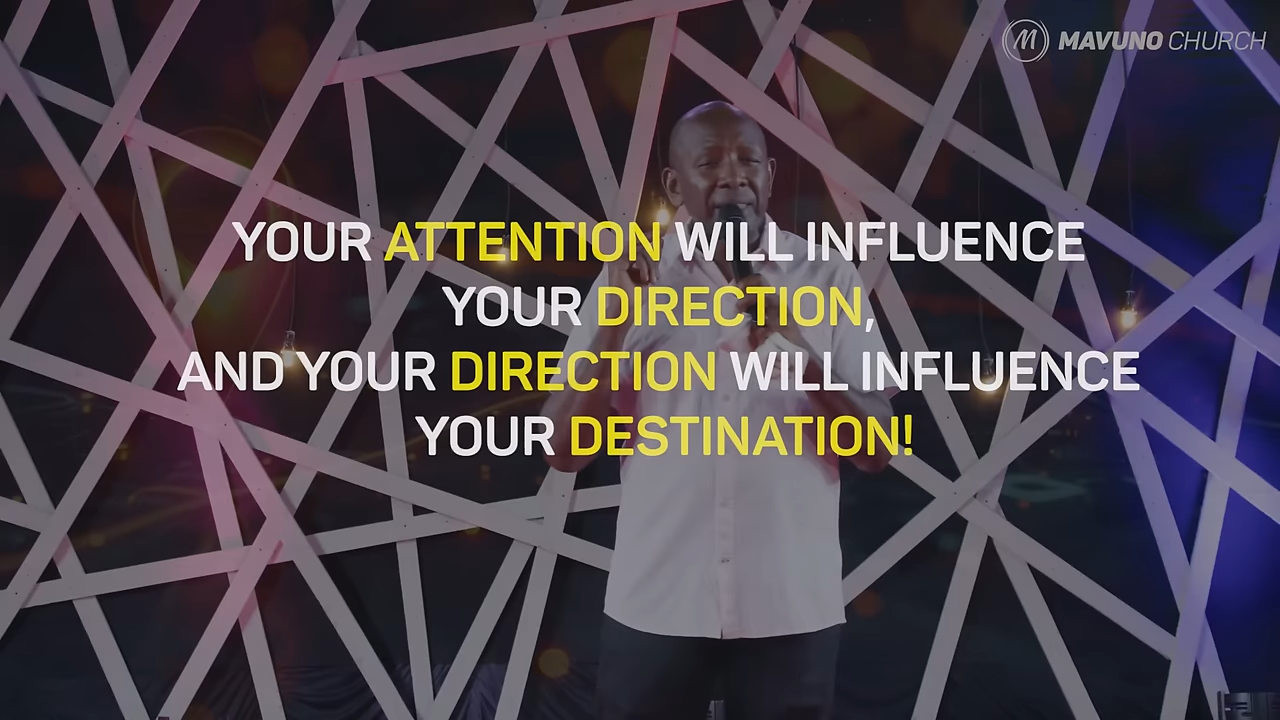 MAVUNO CHURCH
YOUR ATTENTION WILL INFLUENCE
YOUR DIRECTION,
AND YOUR DIRECTION WILL INFLUENCE
YOUR DESTINATION!